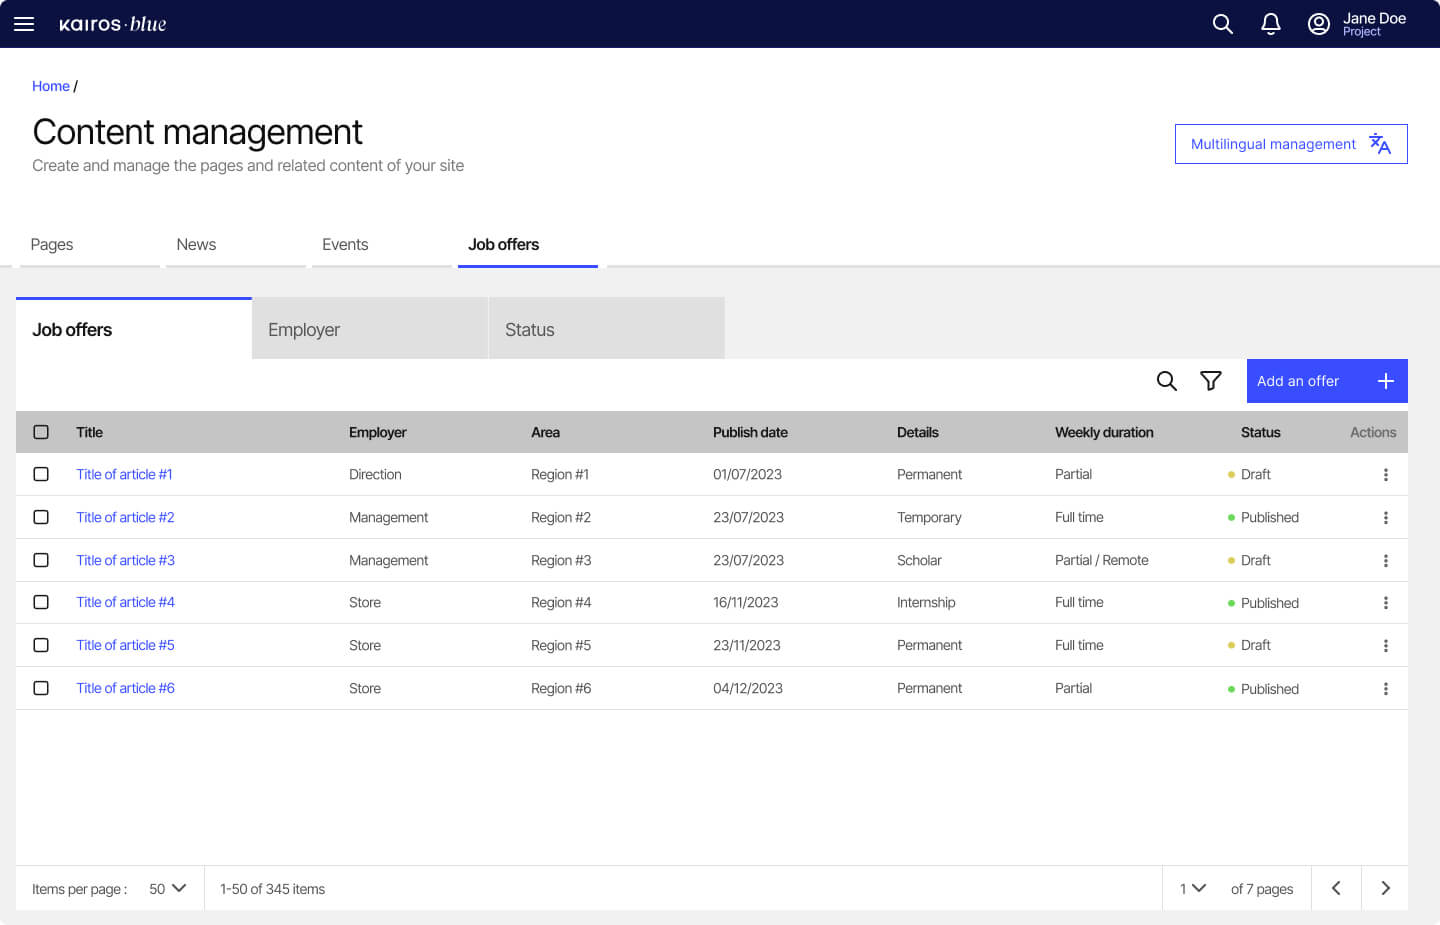 kairos·blue
Jane Doe
Project
Home /
Content management
Create and manage the pages and related content of your site
Multilingual management
Pages News Events Job offers
Job offers Employer Status
Add an offer
Title Employer Area Publish date Details Weekly duration Status Actions
Title of article #1 Direction Region #1 01/07/2023 Permanent Partial Draft
Title of article #2 Management Region #2 23/07/2023 Temporary Full time Published
Title of article #3 Management Region #3 23/07/2023 Scholar Partial / Remote Draft
Title of article #4 Store Region #4 16/11/2023 Internship Full time Published
Title of article #5 Store Region #5 23/11/2023 Permanent Full time Draft
Title of article #6 Store Region #6 04/12/2023 Permanent Partial Published
Items per page : 50 1-50 of 345 items 1 of 7 pages